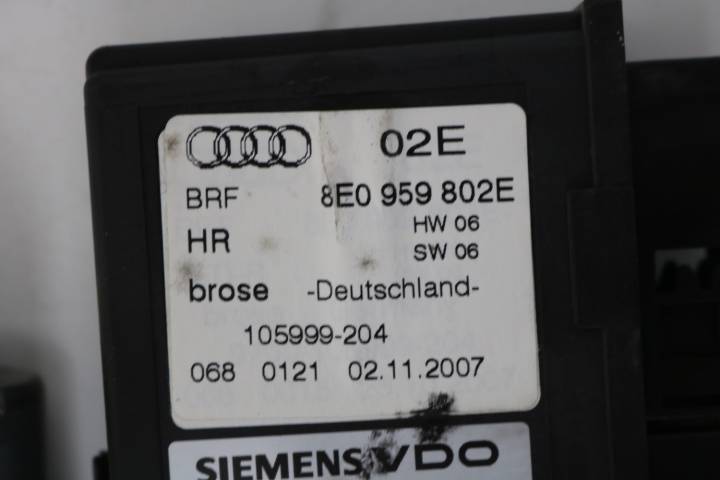 02E
BRF 8E0 959 802E
HW 06
HR
SW 06
brose -Deutschland-
105999-204
068 0121 02.11.2007
SIEMENS VDO